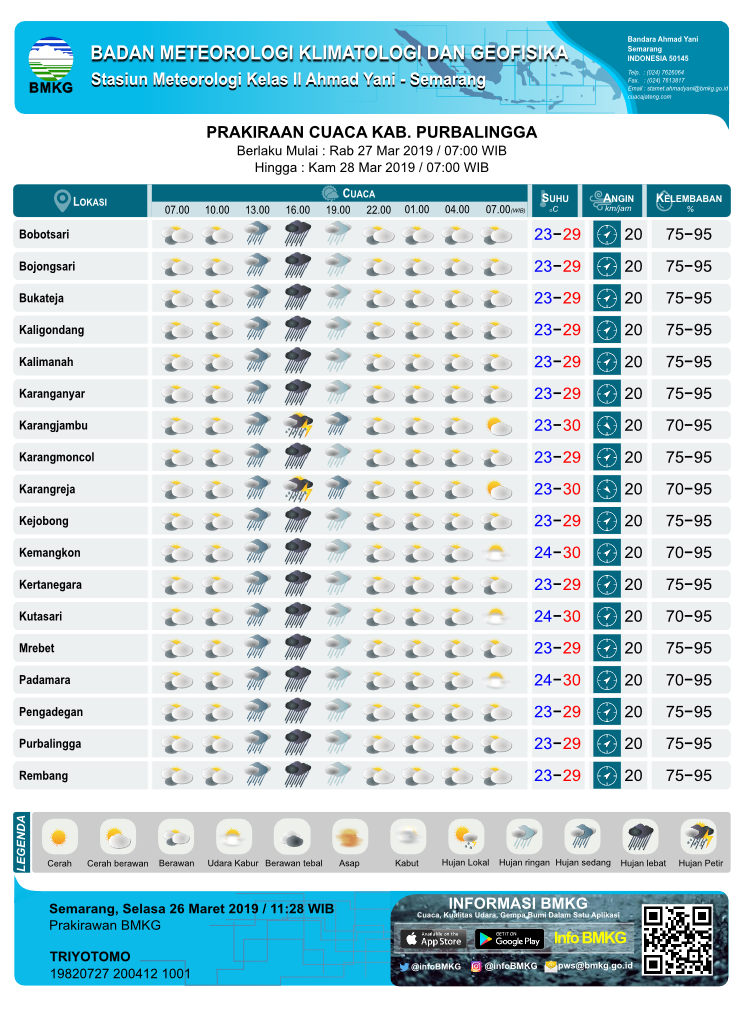 BMKG
BADAN METEOROLOGI KLIMATOLOGI DAN GEOFISIKA
Stasiun Meteorologi Kelas II Ahmad Yani - Semarang
Bandara Ahmad Yani
Semarang
INDONESIA 50145
Telp. : (024) 7626064
Fax. : (024) 7613817
Email : stamet.ahmadyani@bmkg.go.id
cuacajateng.com
PRAKIRAAN CUACA KAB. PURBALINGGA
Berlaku Mulai : Rab 27 Mar 2019 / 07:00 WIB
Hingga : Kam 28 Mar 2019 / 07:00 WIB
LOKASI CUACA SUHU °C ANGIN km/jam KELEMBABAN %
07.00 10.00 13.00 16.00 19.00 22.00 01.00 04.00 07.00 (WIB)
Bobotsari 23-29 20 75-95
Bojongsari 23-29 20 75-95
Bukateja 23-29 20 75-95
Kaligondang 23-29 20 75-95
Kalimanah 23-29 20 75-95
Karanganyar 23-29 20 75-95
Karangjambu 23-30 20 70-95
Karangmoncol 23-29 20 75-95
Karangreja 23-30 20 70-95
Kejobong 23-29 20 75-95
Kemangkon 24-30 20 70-95
Kertanegara 23-29 20 75-95
Kutasari 24-30 20 70-95
Mrebet 23-29 20 75-95
Padamara 24-30 20 70-95
Pengadegan 23-29 20 75-95
Purbalingga 23-29 20 75-95
Rembang 23-29 20 75-95
LEGENDA
Cerah Cerah berawan Berawan Udara Kabur Berawan tebal Asap Kabut Hujan Lokal Hujan ringan Hujan sedang Hujan lebat Hujan Petir
Semarang, Selasa 26 Maret 2019 / 11:28 WIB
Prakirawan BMKG
TRIYOTOMO
19820727 200412 1001
INFORMASI BMKG
Cuaca, Kualitas Udara, Gempa Bumi Dalam Satu Aplikasi
Available on the App Store GET IT ON Google Play Info BMKG
@infoBMKG @infoBMKG pws@bmkg.go.id